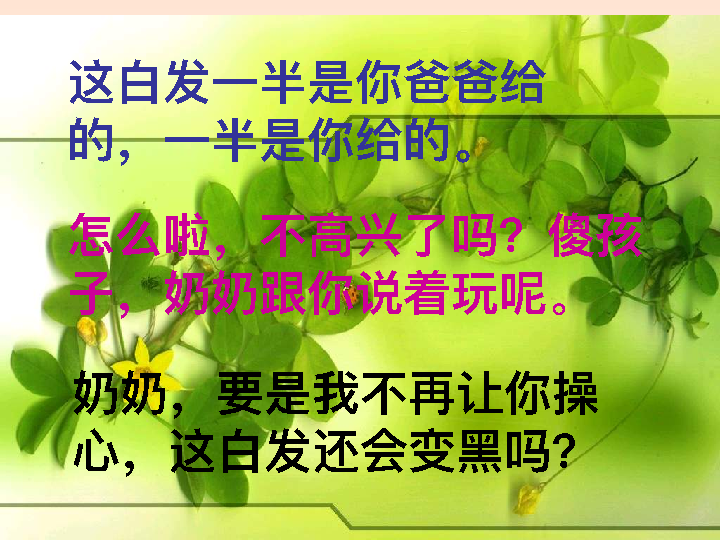 这白发一半是你爸爸给
的，一半是你给的。
怎么啦，不高兴了吗？傻孩
子，奶奶跟你说着玩呢。
奶奶，要是我不再让你操
心，这白发还会变黑吗？